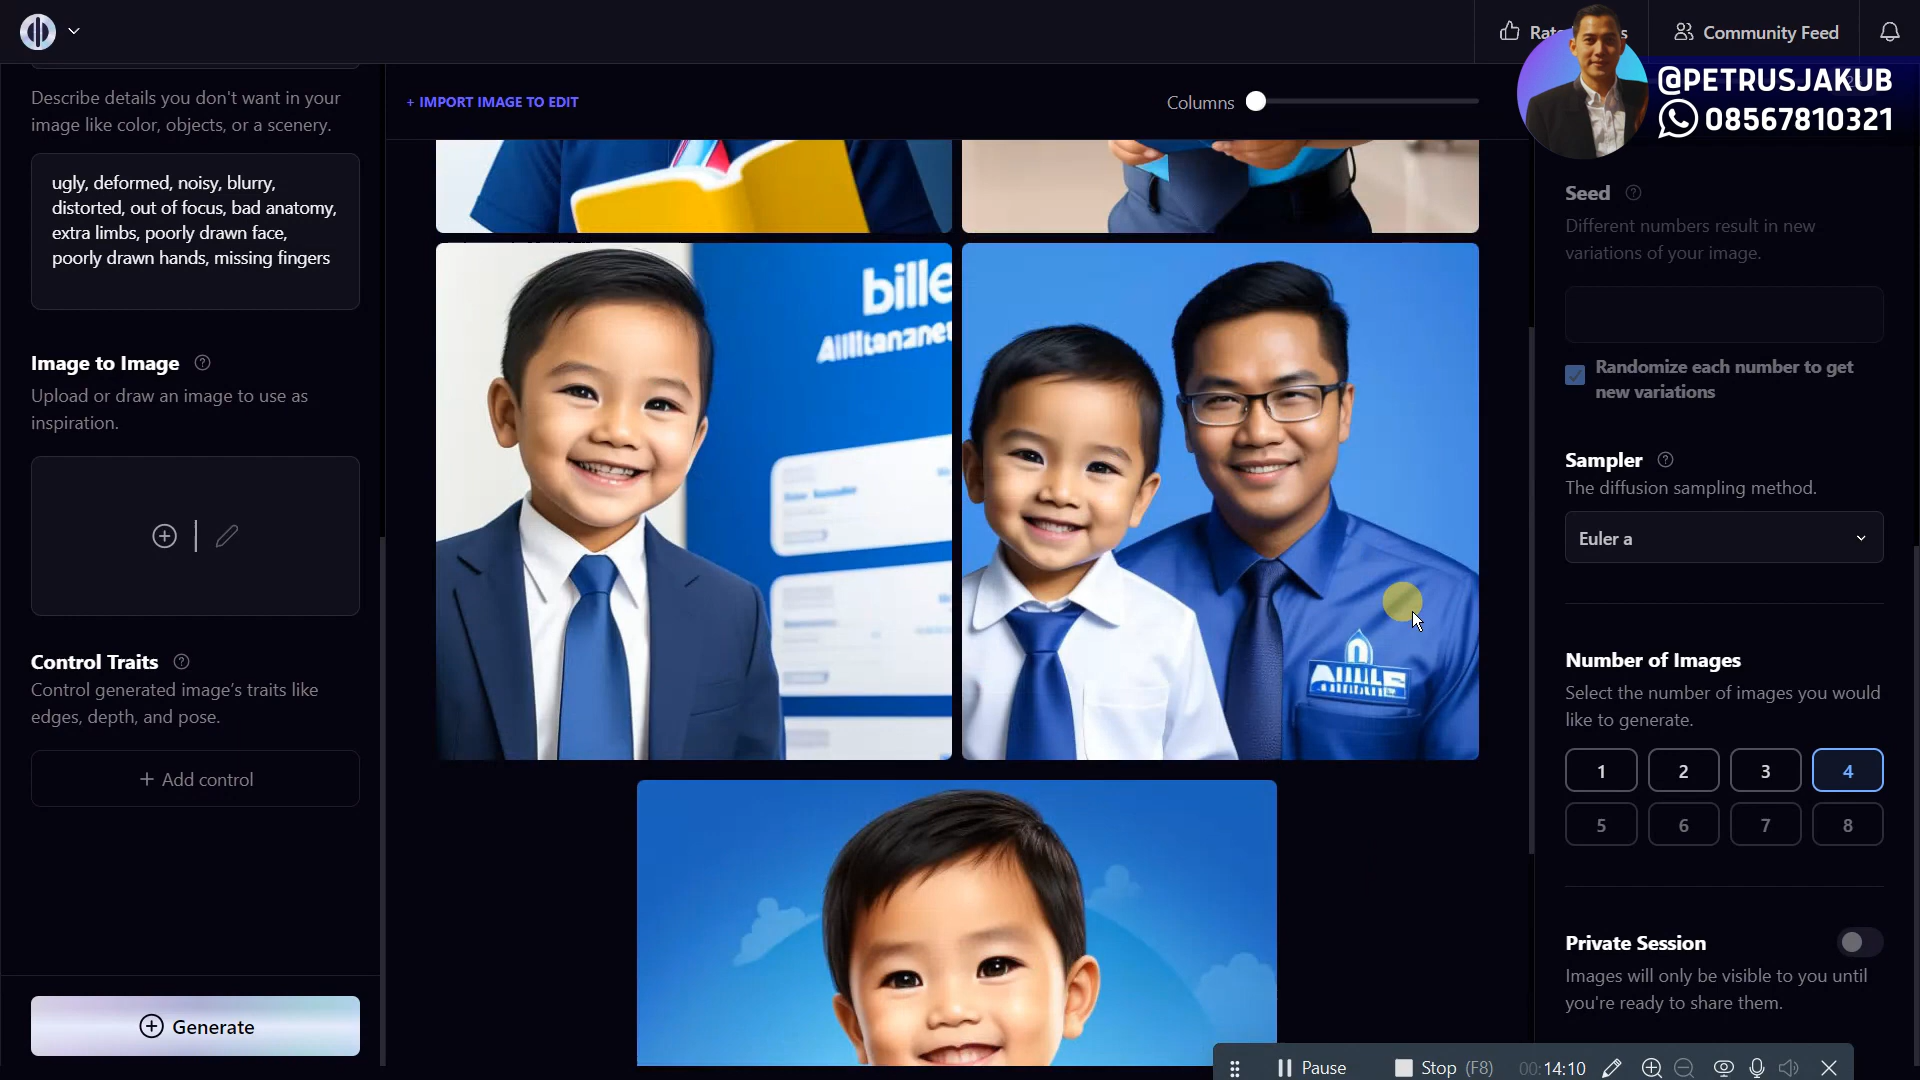 Community Feed
@PETRUSJAKUB
08567810321
Describe details you don't want in your
image like color, objects, or a scenery.
+ IMPORT IMAGE TO EDIT
Columns
ugly, deformed, noisy, blurry,
distorted, out of focus, bad anatomy,
extra limbs, poorly drawn face,
poorly drawn hands, missing fingers
Image to Image
Upload or draw an image to use as
inspiration.
Control Traits
Control generated image's traits like
edges, depth, and pose.
+ Add control
Generate
bille
Seed
Different numbers result in new
variations of your image.
Randomize each number to get
new variations
Sampler
The diffusion sampling method.
Euler a
Number of Images
Select the number of images you would
like to generate.
1 2 3 4
5 6 7 8
Private Session
Images will only be visible to you until
you're ready to share them.
Pause Stop (F8) 00:14:10